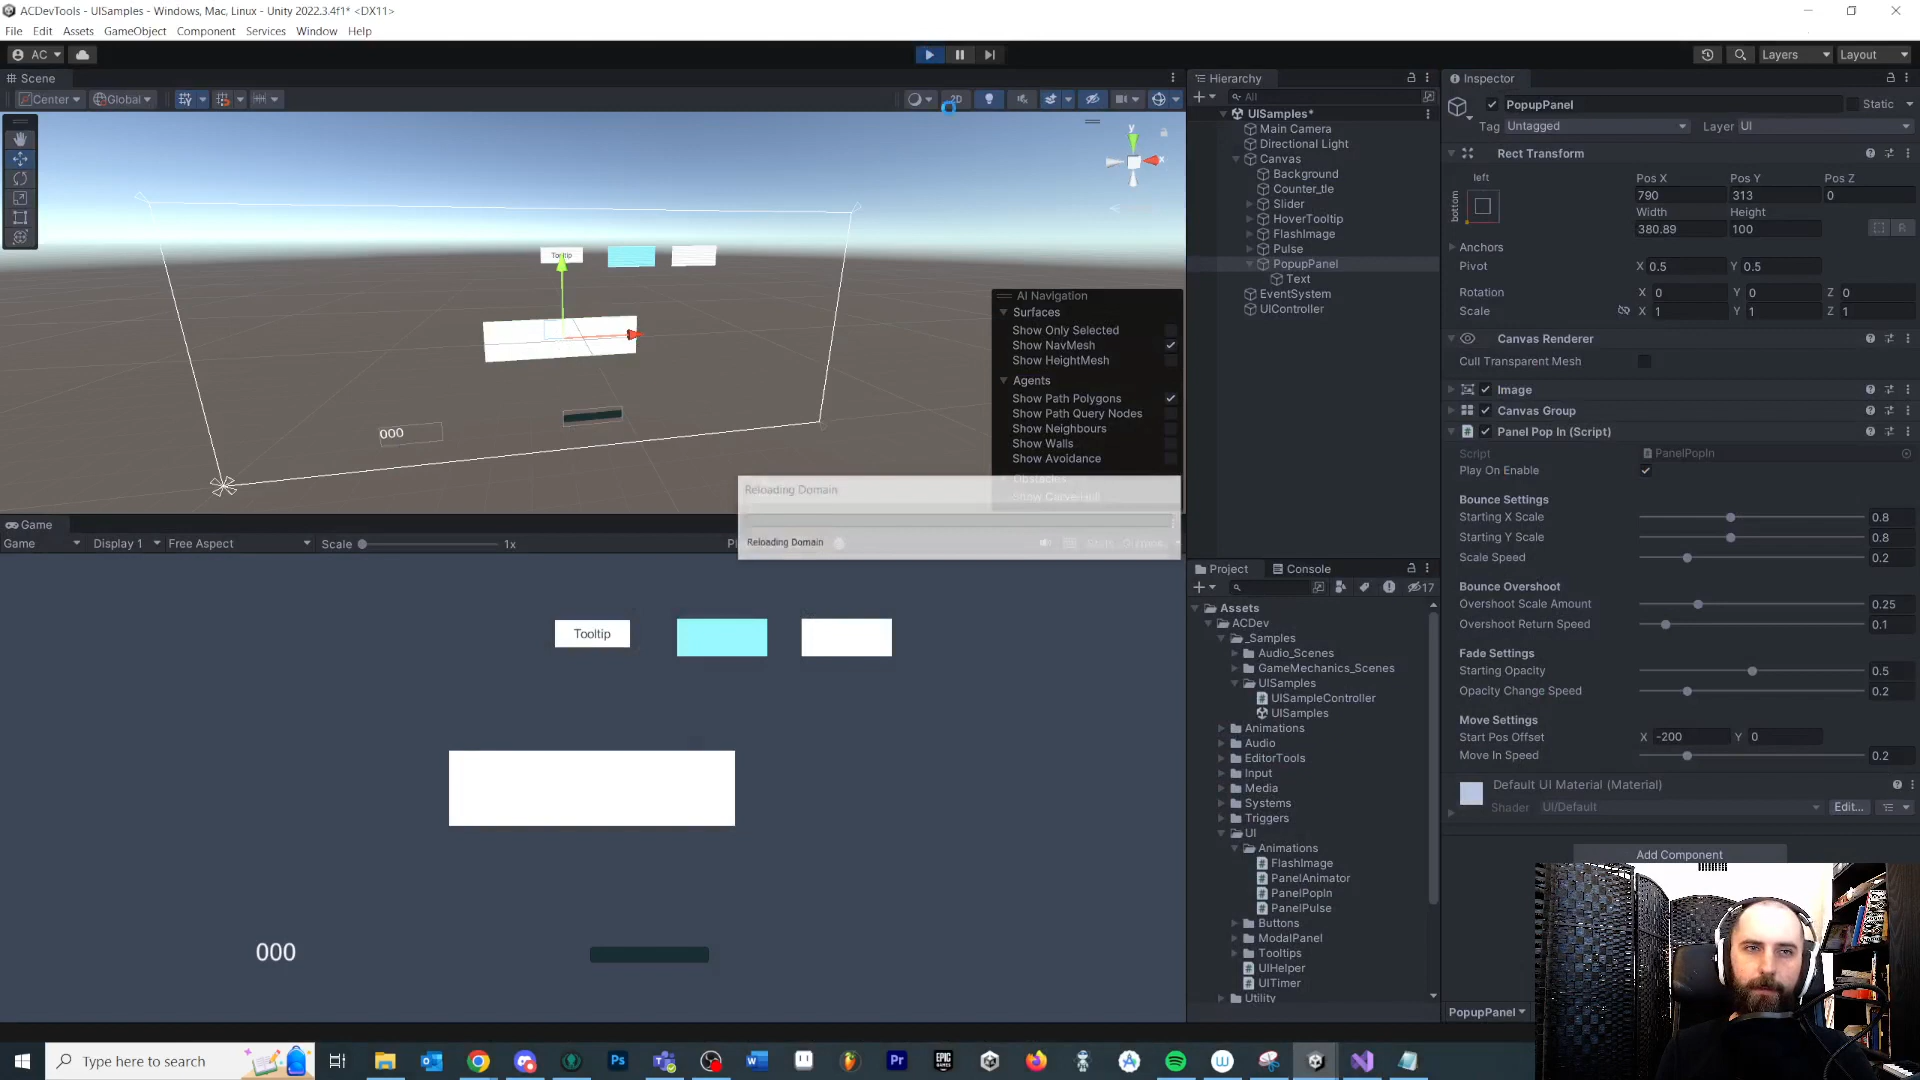 ACDevTools - UISamples - Windows, Mac, Linux - Unity 2022.3.4f1* <DX11>
File Edit Assets GameObject Component Services Window Help
AC
Layers Layout
Scene
Center Global 2D
Tooltip
000
AI Navigation
Surfaces
Show Only Selected
Show NavMesh
Show HeightMesh
Agents
Show Path Polygons
Show Path Query Nodes
Show Neighbours
Show Walls
Show Avoidance
Obstacles
Reloading Domain
Reloading Domain
Game
Game Display 1 Free Aspect Scale 1x
Tooltip
000
Hierarchy
All
UISamples*
Main Camera
Directional Light
Canvas
Background
Counter_tle
Slider
HoverTooltip
FlashImage
Pulse
PopupPanel
Text
EventSystem
UIController
Project Console
17
Assets
ACDev
_Samples
Audio_Scenes
GameMechanics_Scenes
UISamples
UISampleController
UISamples
Animations
Audio
EditorTools
Input
Media
Systems
Triggers
UI
Animations
FlashImage
PanelAnimator
PanelPopIn
PanelPulse
Buttons
ModalPanel
Tooltips
UIHelper
UITimer
Utility
Inspector
PopupPanel Static
Tag Untagged Layer UI
Rect Transform
left Pos X Pos Y Pos Z
bottom 790 313 0
Width Height
380.89 100 R
Anchors
Pivot X 0.5 Y 0.5
Rotation X 0 Y 0 Z 0
Scale X 1 Y 1 Z 1
Canvas Renderer
Cull Transparent Mesh
Image
Canvas Group
Panel Pop In (Script)
Script PanelPopIn
Play On Enable
Bounce Settings
Starting X Scale 0.8
Starting Y Scale 0.8
Scale Speed 0.2
Bounce Overshoot
Overshoot Scale Amount 0.25
Overshoot Return Speed 0.1
Fade Settings
Starting Opacity 0.5
Opacity Change Speed 0.2
Move Settings
Start Pos Offset X -200 Y 0
Move In Speed 0.2
Default UI Material (Material)
Shader UI/Default Edit...
Add Component
PopupPanel
Type here to search